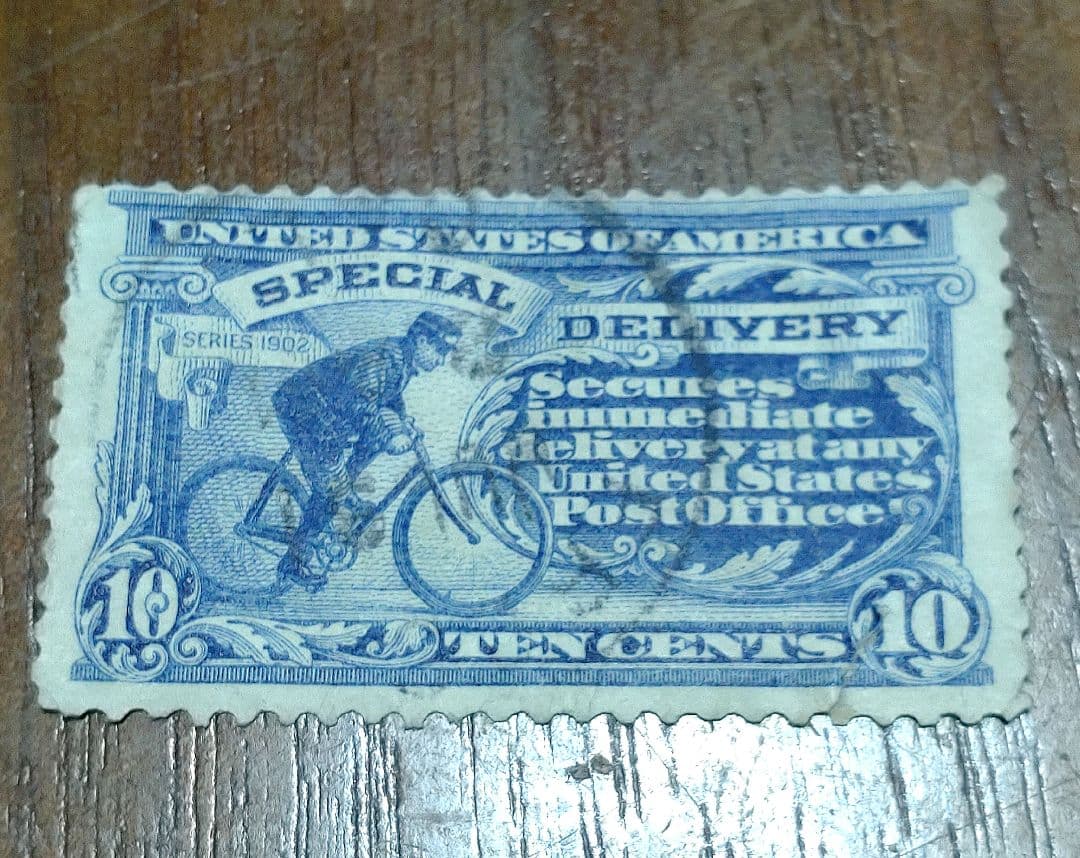 UNITED STATES OF AMERICA
SPECIAL
DELIVERY
SERIES 1902
Secures
immediate
delivery at any
United States
Post Office
10
TEN CENTS
10